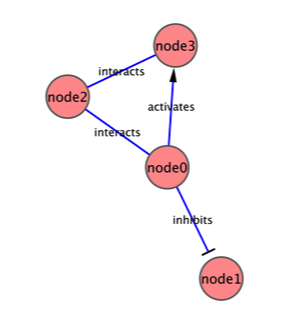 node3
interacts
node2
activates
interacts
node0
inhibits
node1